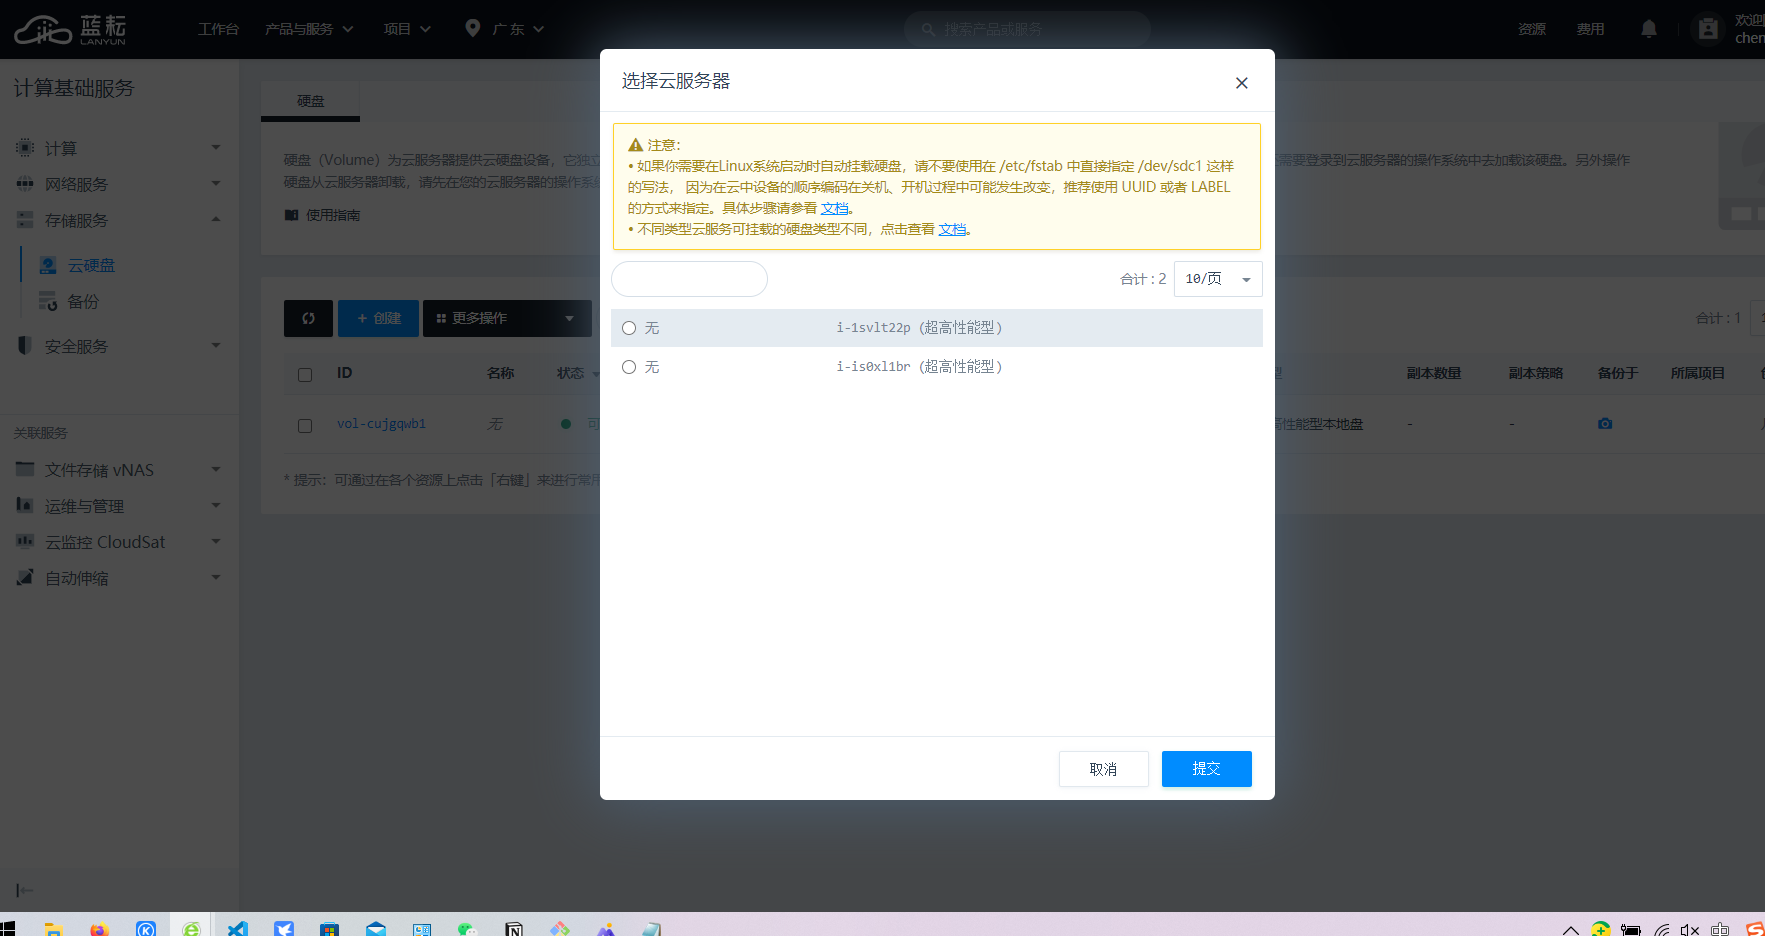 蓝耘
LANYUN
工作台
产品与服务
项目
广东
搜索产品或服务
资源
费用
欢迎
chen
计算基础服务
计算
网络服务
存储服务
云硬盘
备份
安全服务
关联服务
文件存储 vNAS
运维与管理
云监控 CloudSat
自动伸缩
硬盘
硬盘（Volume）为云服务器提供云硬盘设备，它独立
需要登录到云服务器的操作系统中去加载该硬盘。另外操作
硬盘从云服务器卸载，请先在您的云服务器的操作系
使用指南
创建
更多操作
合计 : 1
ID
名称
状态
副本数量
副本策略
备份于
所属项目
vol-cujgqwb1
无
可
高性能型本地盘
-
-
* 提示：可通过在各个资源上点击「右键」来进行常用
选择云服务器
注意：
• 如果你需要在Linux系统启动时自动挂载硬盘，请不要使用在 /etc/fstab 中直接指定 /dev/sdc1 这样
的写法， 因为在云中设备的顺序编码在关机、开机过程中可能发生改变，推荐使用 UUID 或者 LABEL
的方式来指定。具体步骤请参看 文档。
• 不同类型云服务可挂载的硬盘类型不同，点击查看 文档。
合计 : 2
10/页
无
i-1svlt22p (超高性能型)
无
i-is0xl1br (超高性能型)
取消
提交